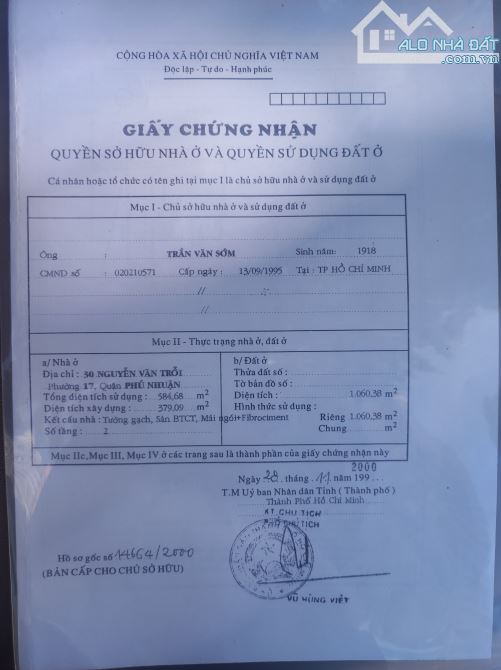 ALO NHÀ ĐẤT
.com.vn
CỘNG HÒA XÃ HỘI CHỦ NGHĨA VIỆT NAM
Độc lập - Tự do - Hạnh phúc
GIẤY CHỨNG NHẬN
QUYỀN SỞ HỮU NHÀ Ở VÀ QUYỀN SỬ DỤNG ĐẤT Ở
Cá nhân hoặc tổ chức có tên ghi tại mục I là chủ sở hữu nhà ở và sử dụng đất ở
Mục I - Chủ sở hữu nhà ở và sử dụng đất ở
Ông : TRẦN VĂN SỚM Sinh năm: 1918
CMND số : 020210571 Cấp ngày : 13/09/1995 Tại : TP HỒ CHÍ MINH
Mục II - Thực trạng nhà ở, đất ở
a/ Nhà ở
Địa chỉ : 30 NGUYỄN VĂN TRỖI
Phường 17, Quận PHÚ NHUẬN
Tổng diện tích sử dụng : 584,68 m2
Diện tích xây dựng : 379,09 m2
Kết cấu nhà : Tường gạch, Sàn BTCT, Mái ngói+Fibrociment
Số tầng : 2
b/ Đất ở
Thửa đất số :
Tờ bản đồ số :
Diện tích : 1.060,38 m2
Hình thức sử dụng :
Riêng 1.060,38 m2
Chung m2
Mục IIc, Mục III, Mục IV ở các trang sau là thành phần của giấy chứng nhận này
2000
Ngày 28 tháng 11 năm 199
T.M Uỷ ban Nhân dân Tỉnh ( Thành phố )
Thành Phố Hồ Chí Minh
KT. CHỦ TỊCH
PHÓ CHỦ TỊCH
Hồ sơ gốc số 14664/2000
(BẢN CẤP CHO CHỦ SỞ HỮU)
VŨ HÙNG VIỆT